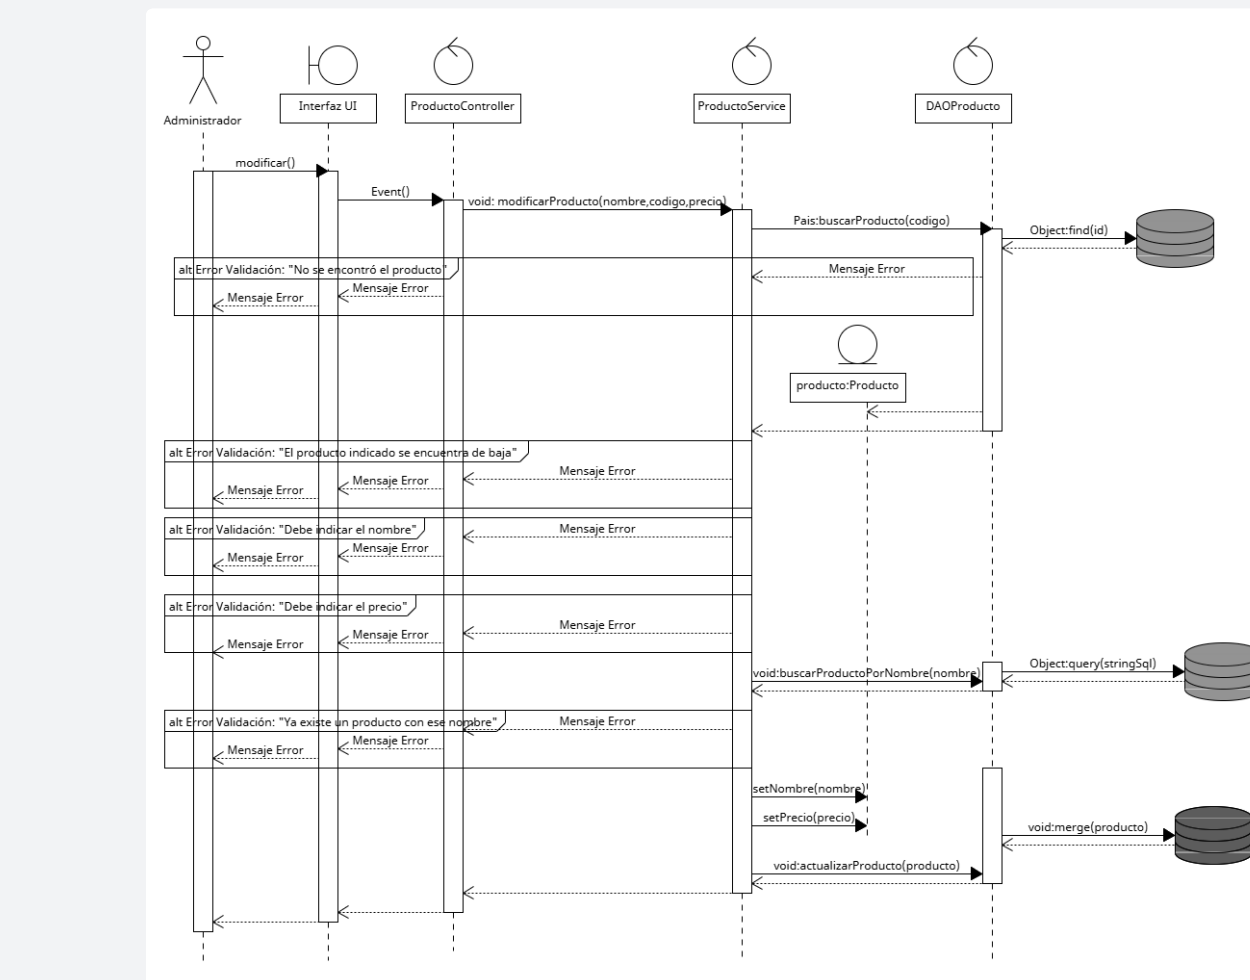 Administrador
Interfaz UI
ProductoController
ProductoService
DAOProducto
modificar()
Event()
void: modificarProducto(nombre,codigo,precio)
Pais:buscarProducto(codigo)
Object:find(id)
alt Error Validación: "No se encontró el producto"
Mensaje Error
Mensaje Error
Mensaje Error
producto:Producto
alt Error Validación: "El producto indicado se encuentra de baja"
Mensaje Error
Mensaje Error
Mensaje Error
alt Error Validación: "Debe indicar el nombre"
Mensaje Error
Mensaje Error
Mensaje Error
alt Error Validación: "Debe indicar el precio"
Mensaje Error
Mensaje Error
Mensaje Error
void:buscarProductoPorNombre(nombre)
Object:query(stringSql)
alt Error Validación: "Ya existe un producto con ese nombre"
Mensaje Error
Mensaje Error
Mensaje Error
setNombre(nombre)
setPrecio(precio)
void:merge(producto)
void:actualizarProducto(producto)